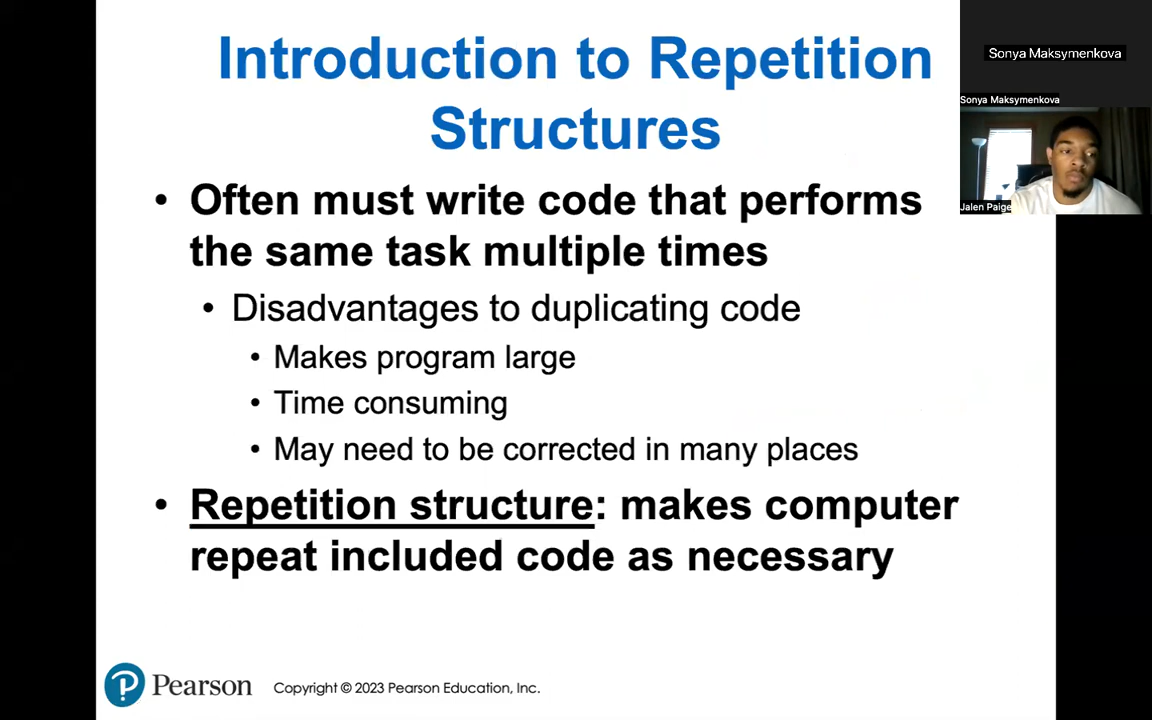 Introduction to Repetition
Structures
• Often must write code that performs
the same task multiple times
• Disadvantages to duplicating code
• Makes program large
• Time consuming
• May need to be corrected in many places
• Repetition structure: makes computer
repeat included code as necessary
P Pearson
Copyright © 2023 Pearson Education, Inc.
Sonya Maksymenkova
Sonya Maksymenkova
Jalen Paige